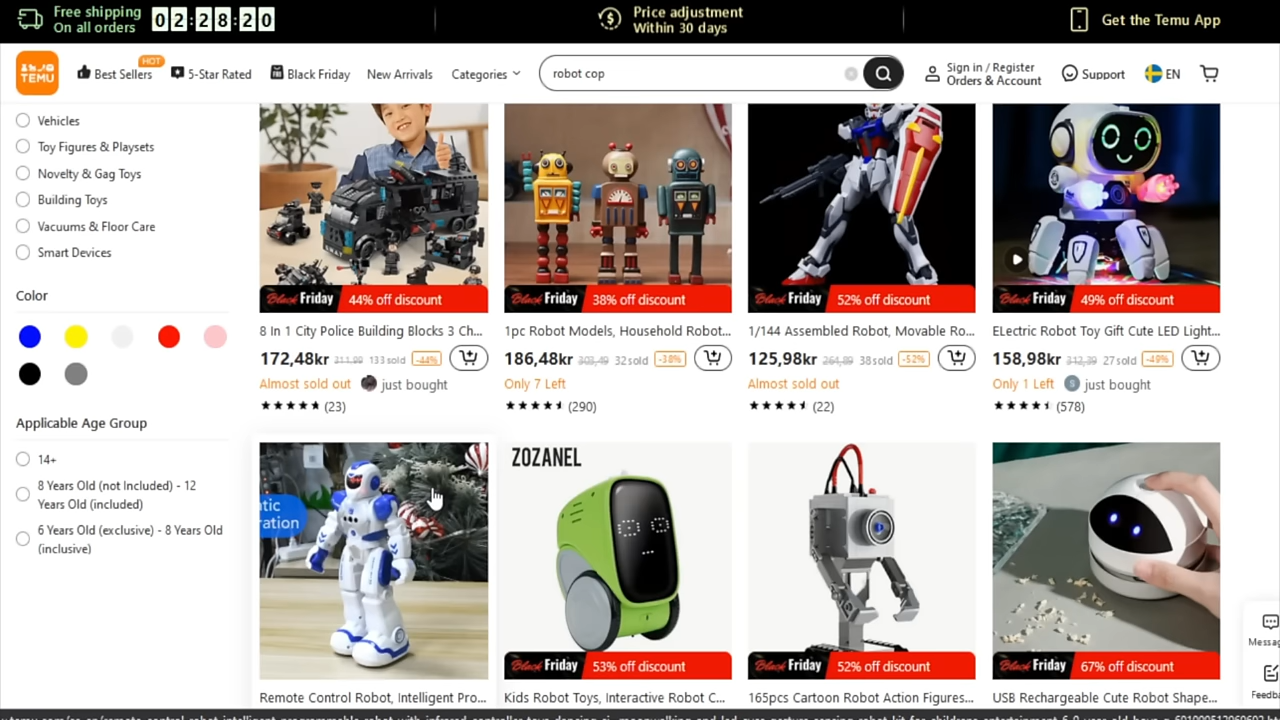 Free shipping
On all orders
02:28:20
Price adjustment
Within 30 days
Get the Temu App
TEMU
Best Sellers
HOT
5-Star Rated
Black Friday
New Arrivals
Categories
robot cop
Sign in / Register
Orders & Account
Support
EN
Vehicles
Toy Figures & Playsets
Novelty & Gag Toys
Building Toys
Vacuums & Floor Care
Smart Devices
Color
Applicable Age Group
14+
8 Years Old (not Included) - 12
Years Old (included)
6 Years Old (exclusive) - 8 Years Old
(inclusive)
Black Friday 44% off discount
8 In 1 City Police Building Blocks 3 Ch...
172,48kr 311,99 133 sold -44%
Almost sold out just bought
(23)
Black Friday 38% off discount
1pc Robot Models, Household Robot...
186,48kr 303,49 32 sold -38%
Only 7 Left
(290)
Black Friday 52% off discount
1/144 Assembled Robot, Movable Ro...
125,98kr 264,89 38 sold -52%
Almost sold out
(22)
Black Friday 49% off discount
ELectric Robot Toy Gift Cute LED Light...
158,98kr 312,39 27 sold -49%
Only 1 Left S just bought
(578)
Remote Control Robot, Intelligent Pro...
ZOZANEL
Black Friday 53% off discount
Kids Robot Toys, Interactive Robot C...
Black Friday 52% off discount
165pcs Cartoon Robot Action Figures...
Black Friday 67% off discount
USB Rechargeable Cute Robot Shape...
Messag
Feedba